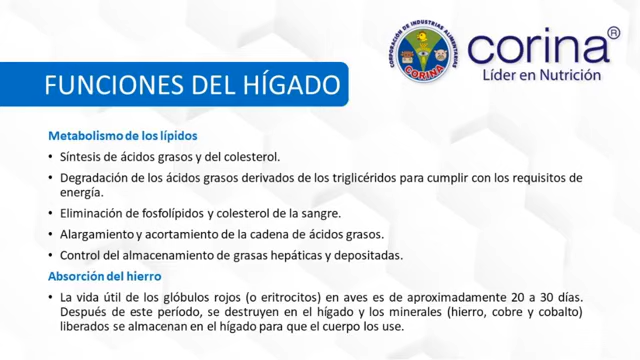 CORPORACIÓN DE INDUSTRIAS ALIMENTARIAS
CORINA
corina®
Líder en Nutrición
FUNCIONES DEL HÍGADO
Metabolismo de los lípidos
• Síntesis de ácidos grasos y del colesterol.
• Degradación de los ácidos grasos derivados de los triglicéridos para cumplir con los requisitos de
energía.
• Eliminación de fosfolípidos y colesterol de la sangre.
• Alargamiento y acortamiento de la cadena de ácidos grasos.
• Control del almacenamiento de grasas hepáticas y depositadas.
Absorción del hierro
• La vida útil de los glóbulos rojos (o eritrocitos) en aves es de aproximadamente 20 a 30 días.
Después de este período, se destruyen en el hígado y los minerales (hierro, cobre y cobalto)
liberados se almacenan en el hígado para que el cuerpo los use.